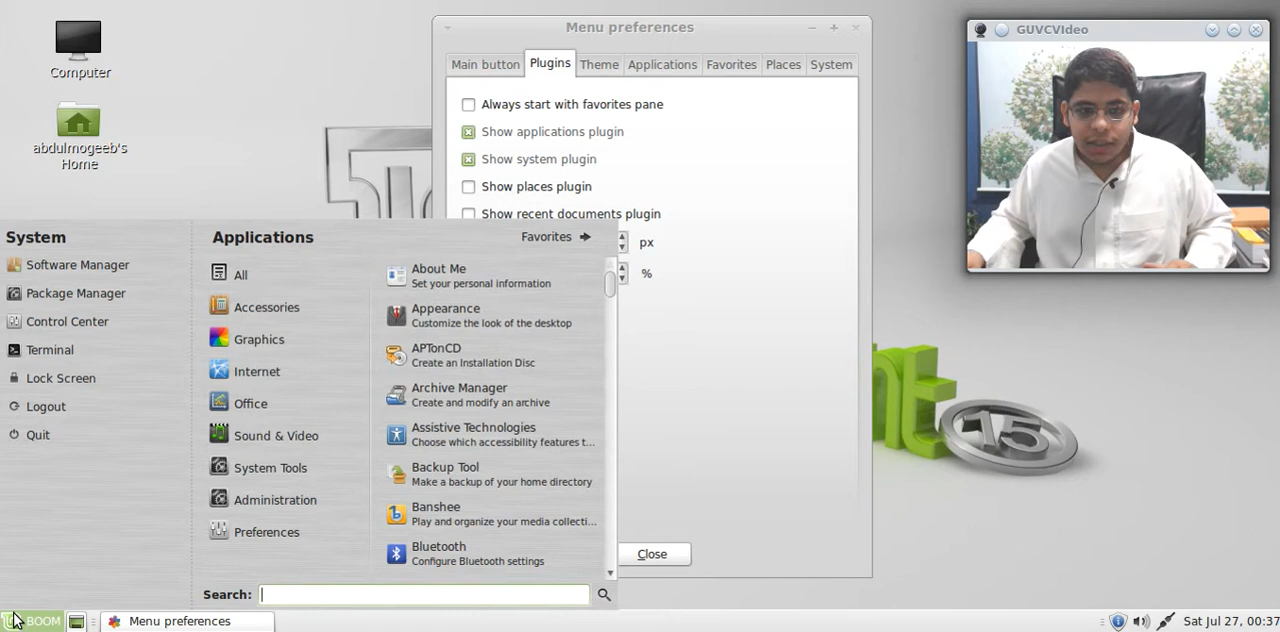 Computer
abdulmogeeb's
Home
Menu preferences
Main button
Plugins
Theme
Applications
Favorites
Places
System
Always start with favorites pane
Show applications plugin
Show system plugin
Show places plugin
Show recent documents plugin
px
%
Close
GUVCVideo
System
Software Manager
Package Manager
Control Center
Terminal
Lock Screen
Logout
Quit
Applications
Favorites
All
Accessories
Graphics
Internet
Office
Sound & Video
System Tools
Administration
Preferences
About Me
Set your personal information
Appearance
Customize the look of the desktop
APTonCD
Create an Installation Disc
Archive Manager
Create and modify an archive
Assistive Technologies
Choose which accessibility features t...
Backup Tool
Make a backup of your home directory
Banshee
Play and organize your media collecti...
Bluetooth
Configure Bluetooth settings
Search:
nt
15
BOOM
Menu preferences
Sat Jul 27, 00:37